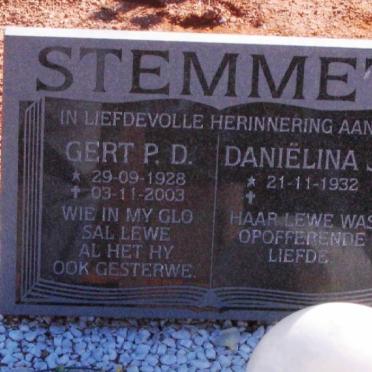 STEMMET
IN LIEFDEVOLLE HERINNERING AAN
GERT P. D.
★ 29-09-1928
✝ 03-11-2003
WIE IN MY GLO
SAL LEWE
AL HET HY
OOK GESTERWE.
DANIËLINA J
★ 21-11-1932
✝
HAAR LEWE WAS
OPOFFERENDE
LIEFDE